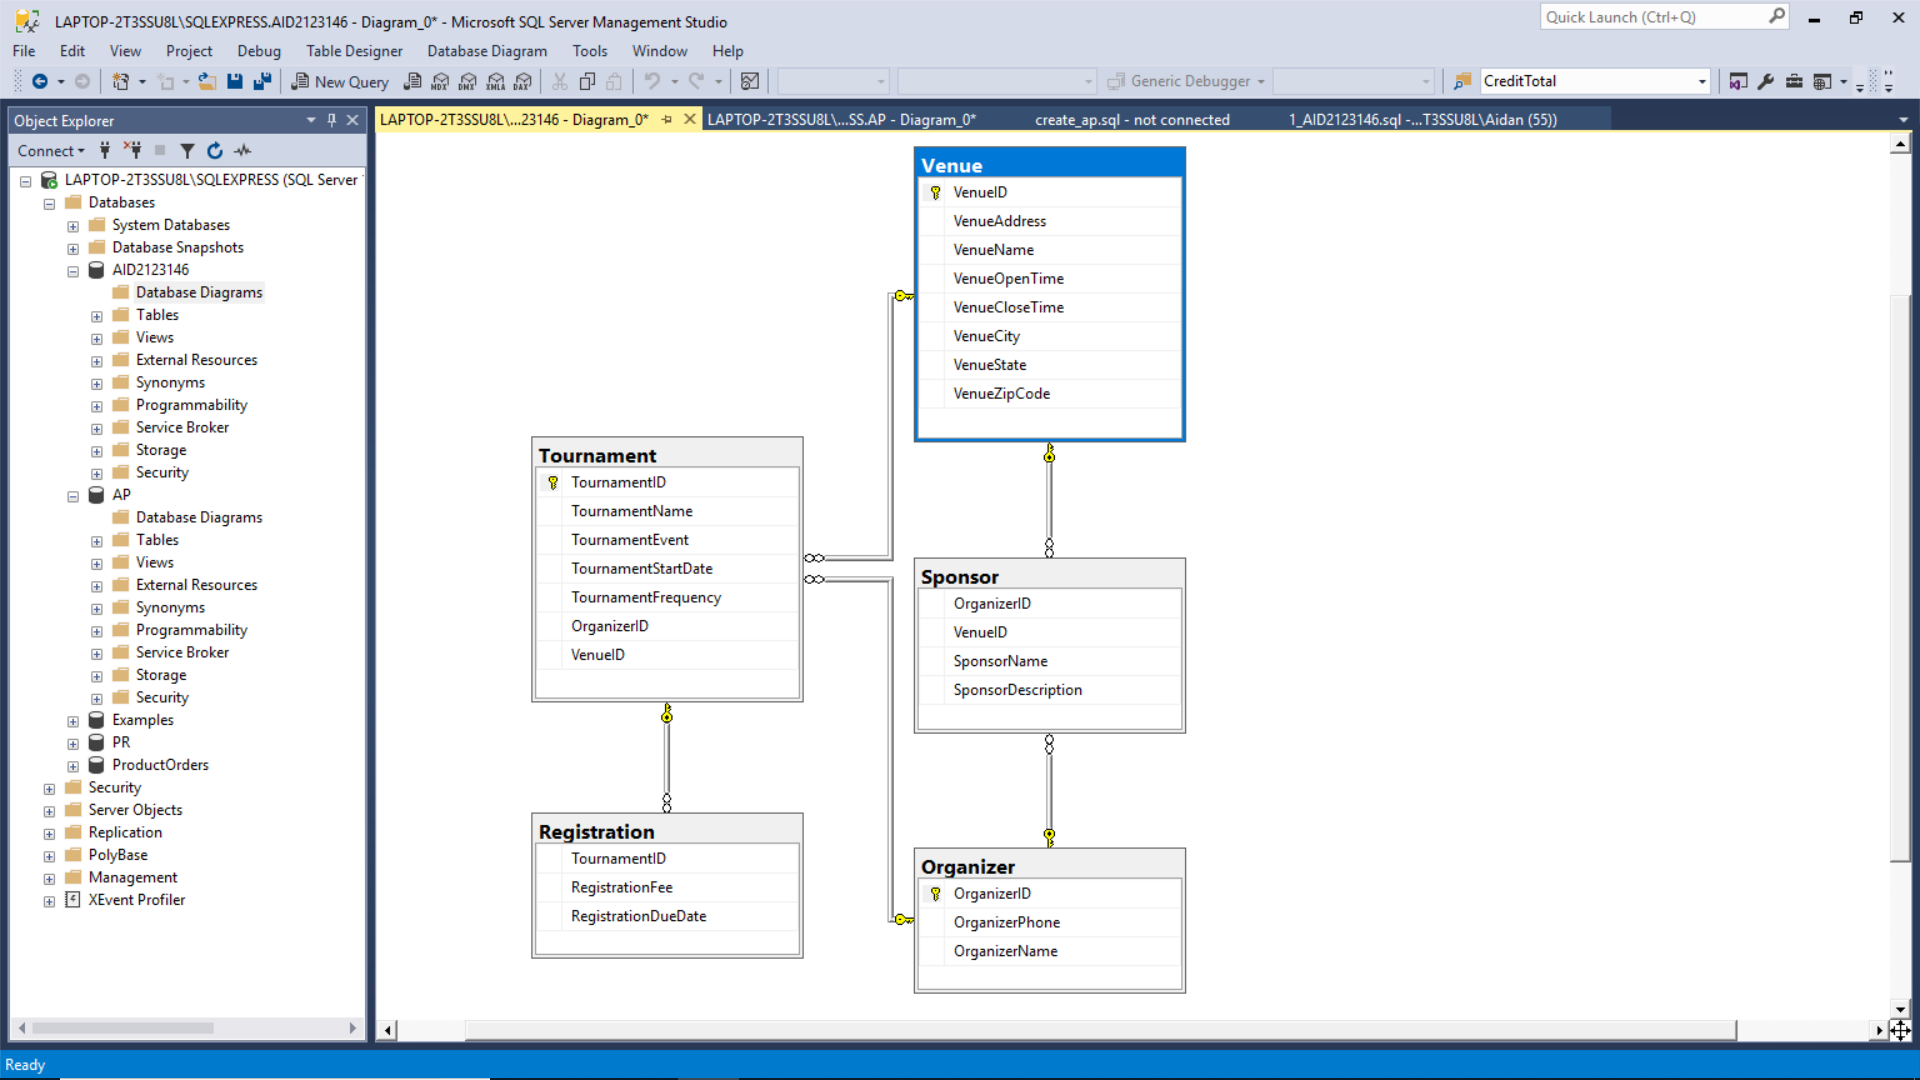 LAPTOP-2T3SSU8L\SQLEXPRESS.AID2123146 - Diagram_0* - Microsoft SQL Server Management Studio
Quick Launch (Ctrl+Q)
File Edit View Project Debug Table Designer Database Diagram Tools Window Help
New Query MDX DMX XMLA DAX Generic Debugger CreditTotal
Object Explorer
Connect
LAPTOP-2T3SSU8L\SQLEXPRESS (SQL Server
Databases
System Databases
Database Snapshots
AID2123146
Database Diagrams
Tables
Views
External Resources
Synonyms
Programmability
Service Broker
Storage
Security
AP
Database Diagrams
Tables
Views
External Resources
Synonyms
Programmability
Service Broker
Storage
Security
Examples
PR
ProductOrders
Security
Server Objects
Replication
PolyBase
Management
XEvent Profiler
LAPTOP-2T3SSU8L\...23146 - Diagram_0* LAPTOP-2T3SSU8L\...SS.AP - Diagram_0* create_ap.sql - not connected 1_AID2123146.sql -...T3SSU8L\Aidan (55))
Venue
VenueID
VenueAddress
VenueName
VenueOpenTime
VenueCloseTime
VenueCity
VenueState
VenueZipCode
Tournament
TournamentID
TournamentName
TournamentEvent
TournamentStartDate
TournamentFrequency
OrganizerID
VenueID
Sponsor
OrganizerID
VenueID
SponsorName
SponsorDescription
Registration
TournamentID
RegistrationFee
RegistrationDueDate
Organizer
OrganizerID
OrganizerPhone
OrganizerName
Ready